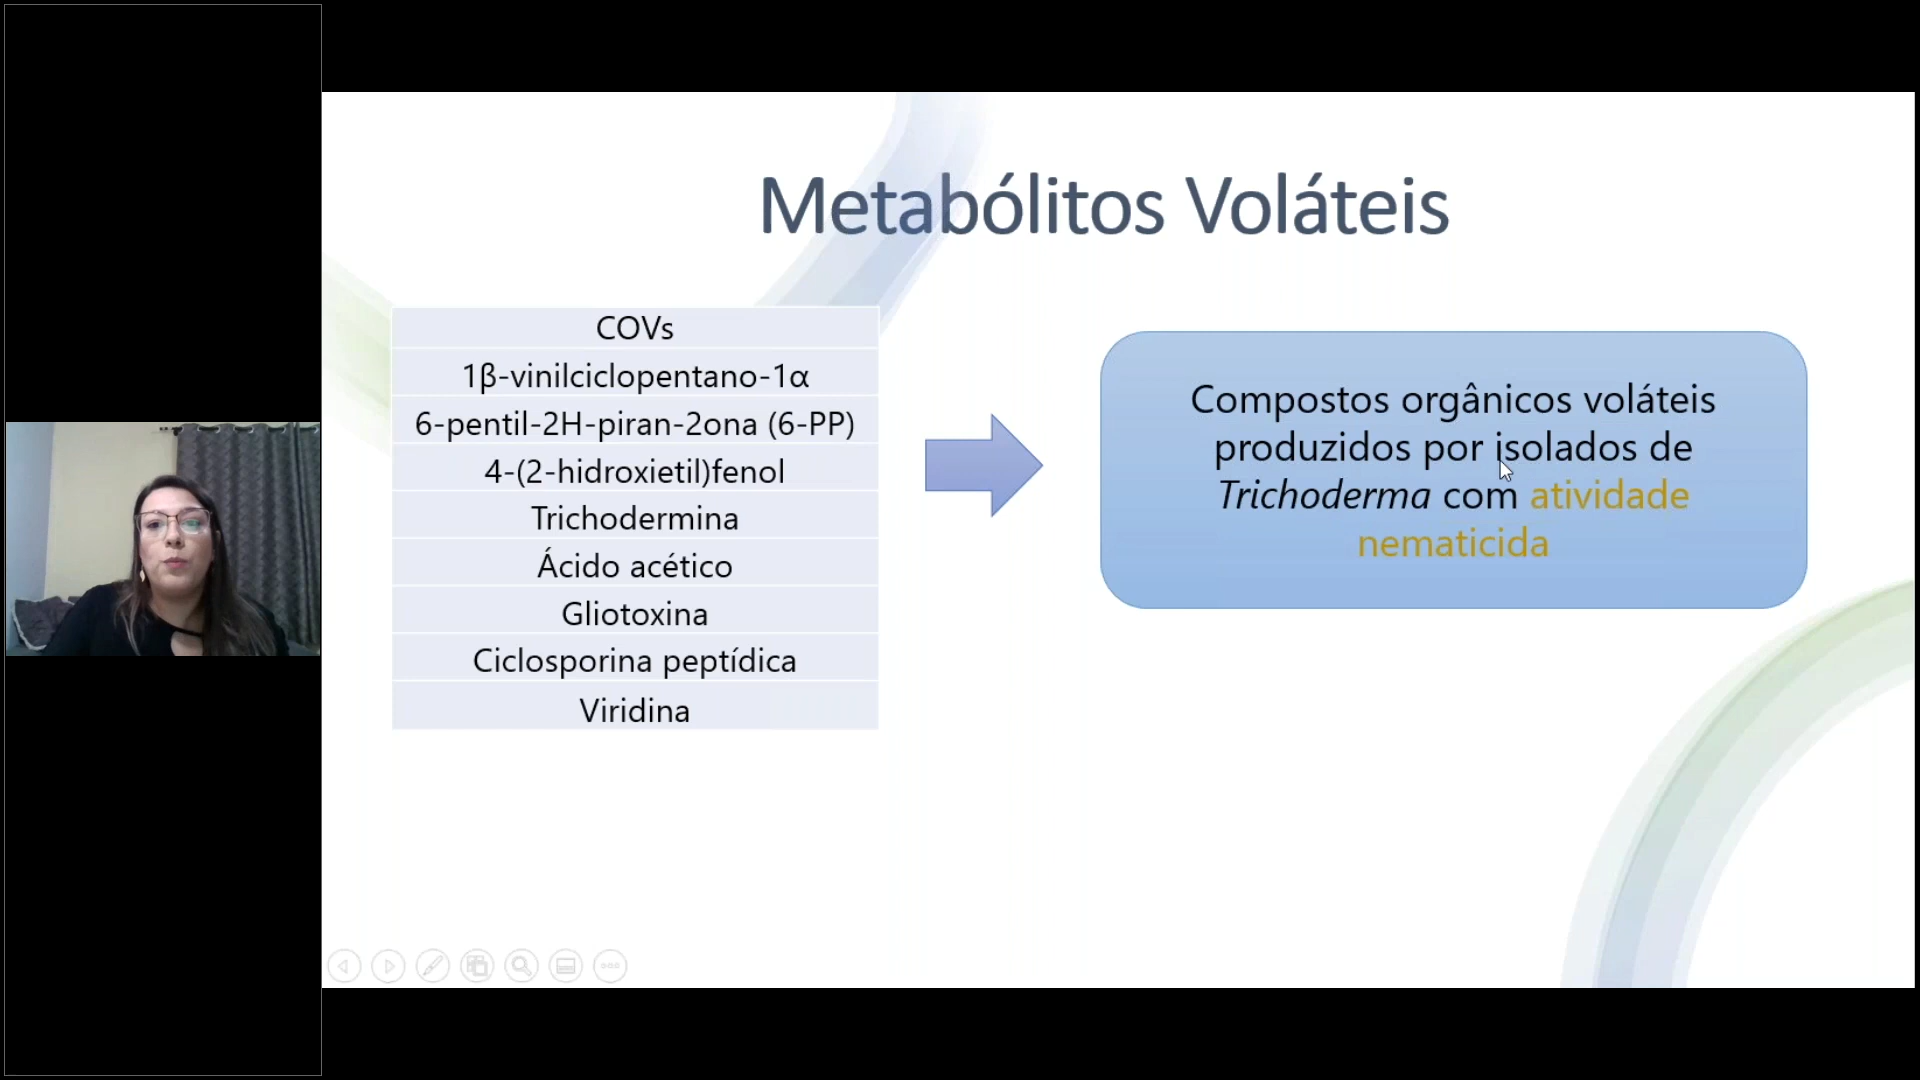 Metabólitos Voláteis
COVs
1β-vinilciclopentano-1α
6-pentil-2H-piran-2ona (6-PP)
4-(2-hidroxietil)fenol
Trichodermina
Ácido acético
Gliotoxina
Ciclosporina peptídica
Viridina
Compostos orgânicos voláteis
produzidos por isolados de
Trichoderma com atividade
nematicida